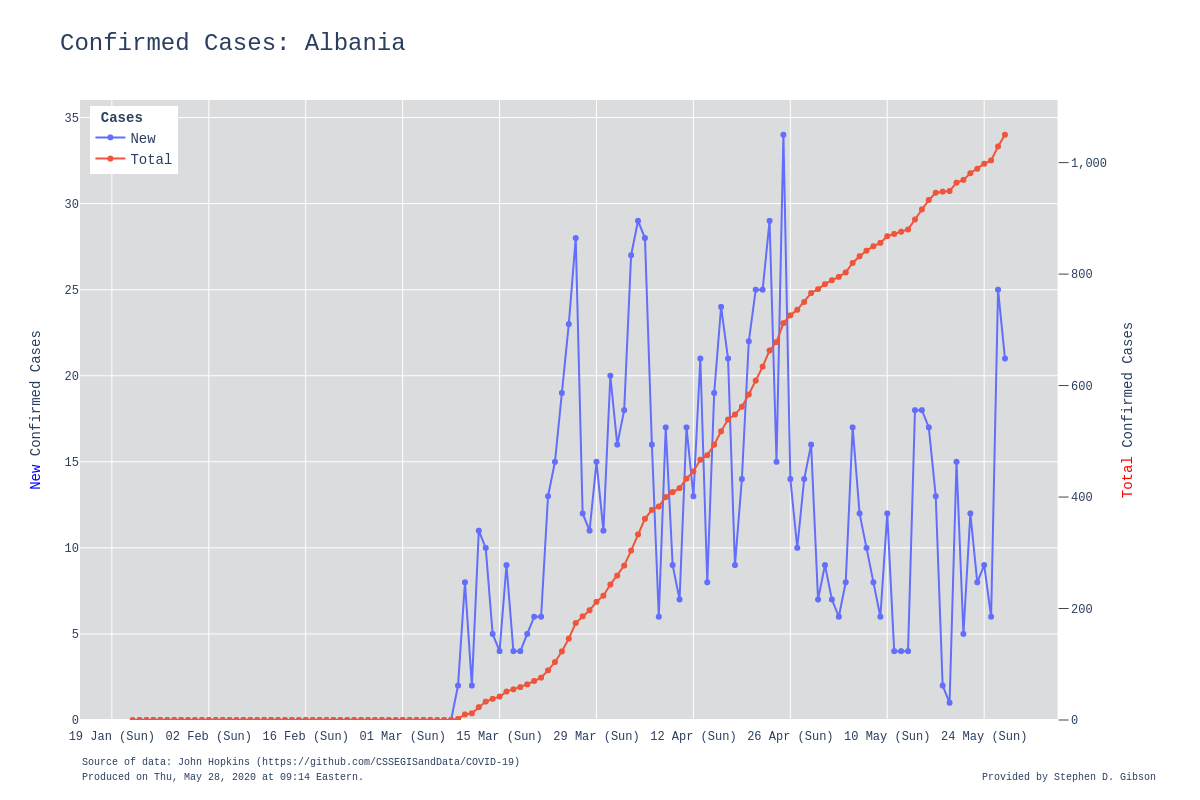 Confirmed Cases: Albania
Cases
New
Total
35
30
25
20
15
10
5
0
New Confirmed Cases
1,000
800
600
400
200
0
Total Confirmed Cases
19 Jan (Sun) 02 Feb (Sun) 16 Feb (Sun) 01 Mar (Sun) 15 Mar (Sun) 29 Mar (Sun) 12 Apr (Sun) 26 Apr (Sun) 10 May (Sun) 24 May (Sun)
Source of data: John Hopkins (https://github.com/CSSEGISandData/COVID-19)
Produced on Thu, May 28, 2020 at 09:14 Eastern.
Provided by Stephen D. Gibson